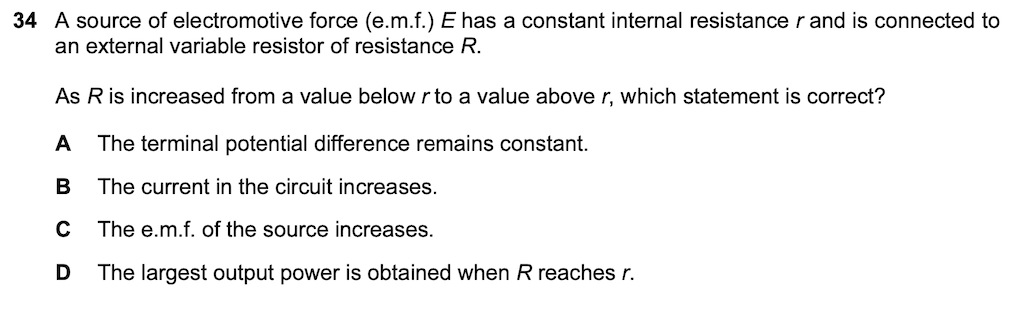 34 A source of electromotive force (e.m.f.) E has a constant internal resistance r and is connected to
an external variable resistor of resistance R.
As R is increased from a value below r to a value above r, which statement is correct?
A The terminal potential difference remains constant.
B The current in the circuit increases.
C The e.m.f. of the source increases.
D The largest output power is obtained when R reaches r.